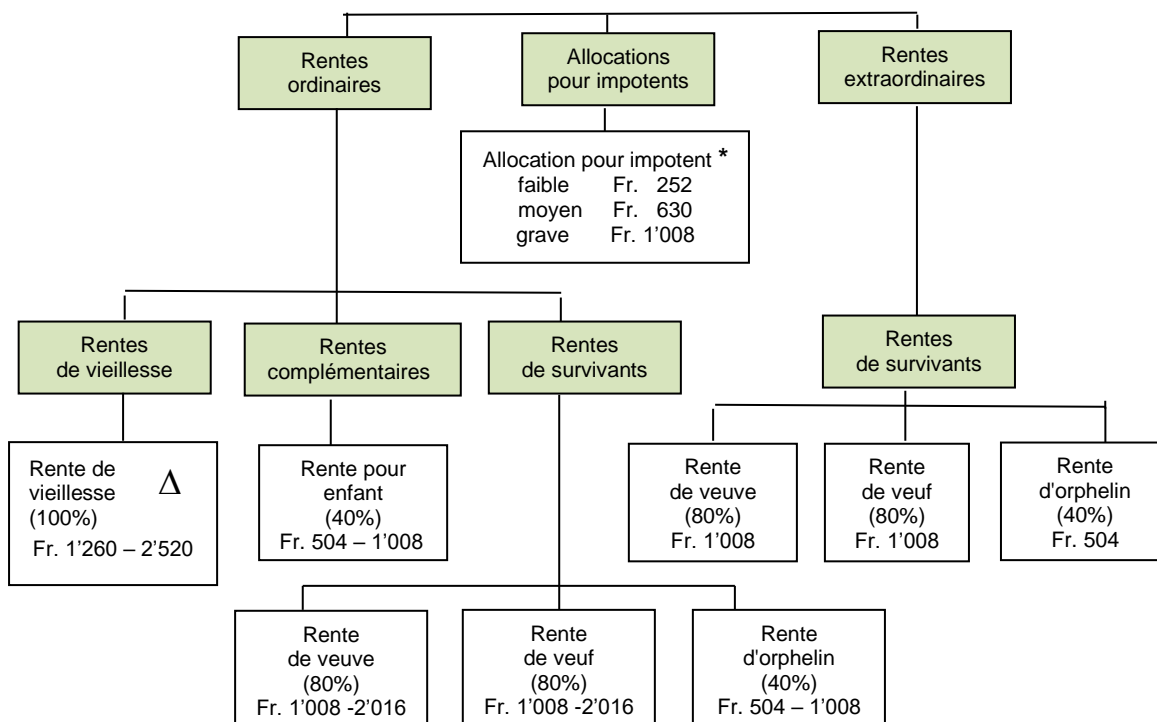 Rentes
ordinaires
Allocations
pour impotents
Rentes
extraordinaires
Allocation pour impotent *
faible Fr. 252
moyen Fr. 630
grave Fr. 1’008
Rentes
de vieillesse
Rentes
complémentaires
Rentes
de survivants
Rentes
de survivants
Rente de
vieillesse Δ
(100%)
Fr. 1’260 – 2’520
Rente pour
enfant
(40%)
Fr. 504 – 1’008
Rente
de veuve
(80%)
Fr. 1’008
Rente
de veuf
(80%)
Fr. 1’008
Rente
d'orphelin
(40%)
Fr. 504
Rente
de veuve
(80%)
Fr. 1’008 -2’016
Rente
de veuf
(80%)
Fr. 1’008 -2’016
Rente
d'orphelin
(40%)
Fr. 504 – 1’008